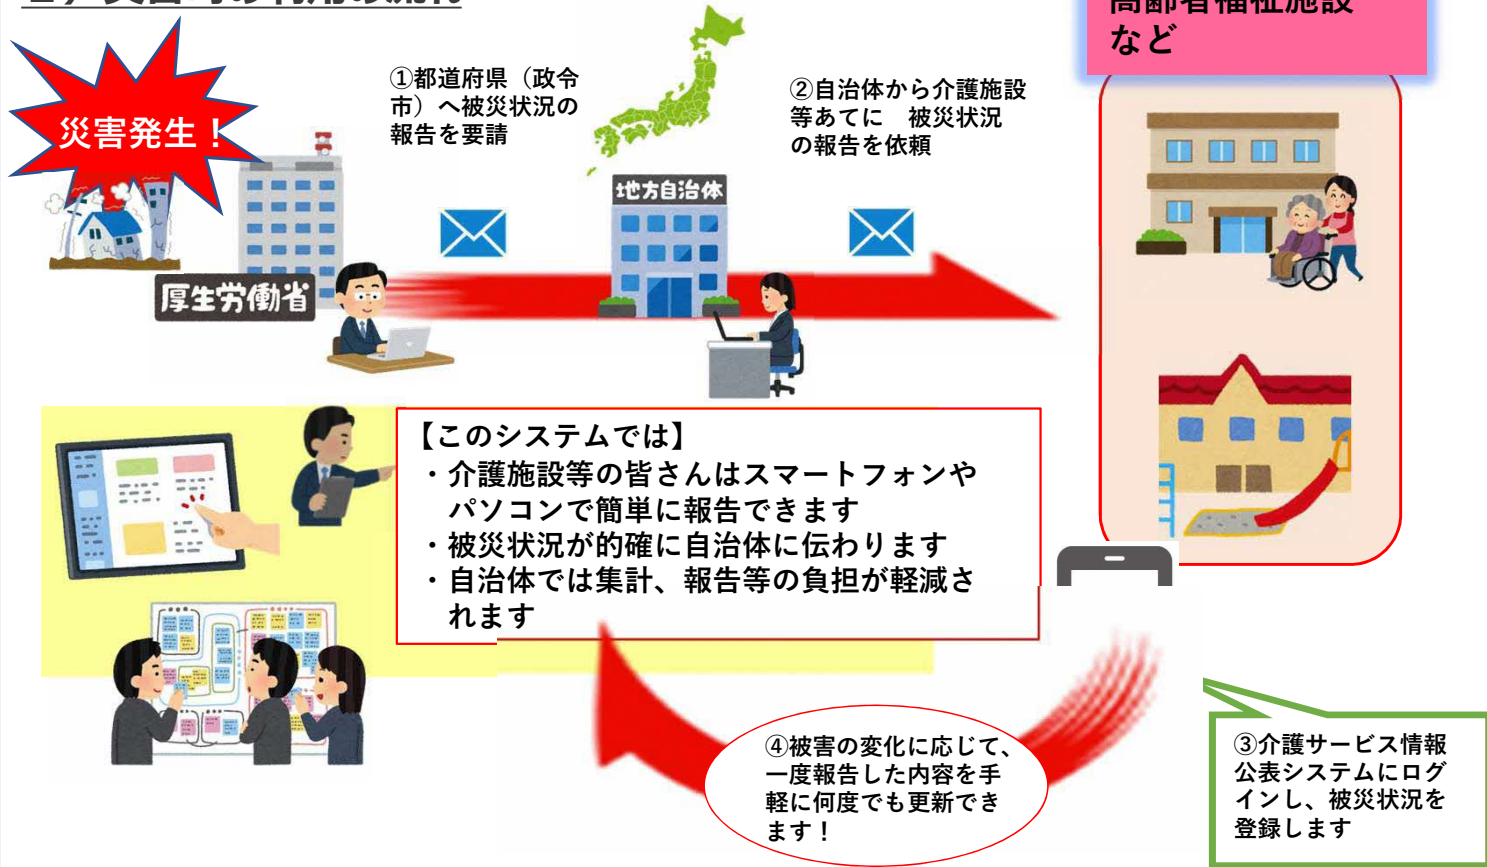 高齢者福祉施設
など
災害発生！
①都道府県（政令
市）へ被災状況の
報告を要請
②自治体から介護施設
等あてに　被災状況
の報告を依頼
地方自治体
厚生労働省
【このシステムでは】
・介護施設等の皆さんはスマートフォンや
パソコンで簡単に報告できます
・被災状況が的確に自治体に伝わります
・自治体では集計、報告等の負担が軽減さ
れます
③介護サービス情報
公表システムにログ
インし、被災状況を
登録します
④被害の変化に応じて、
一度報告した内容を手
軽に何度でも更新でき
ます！